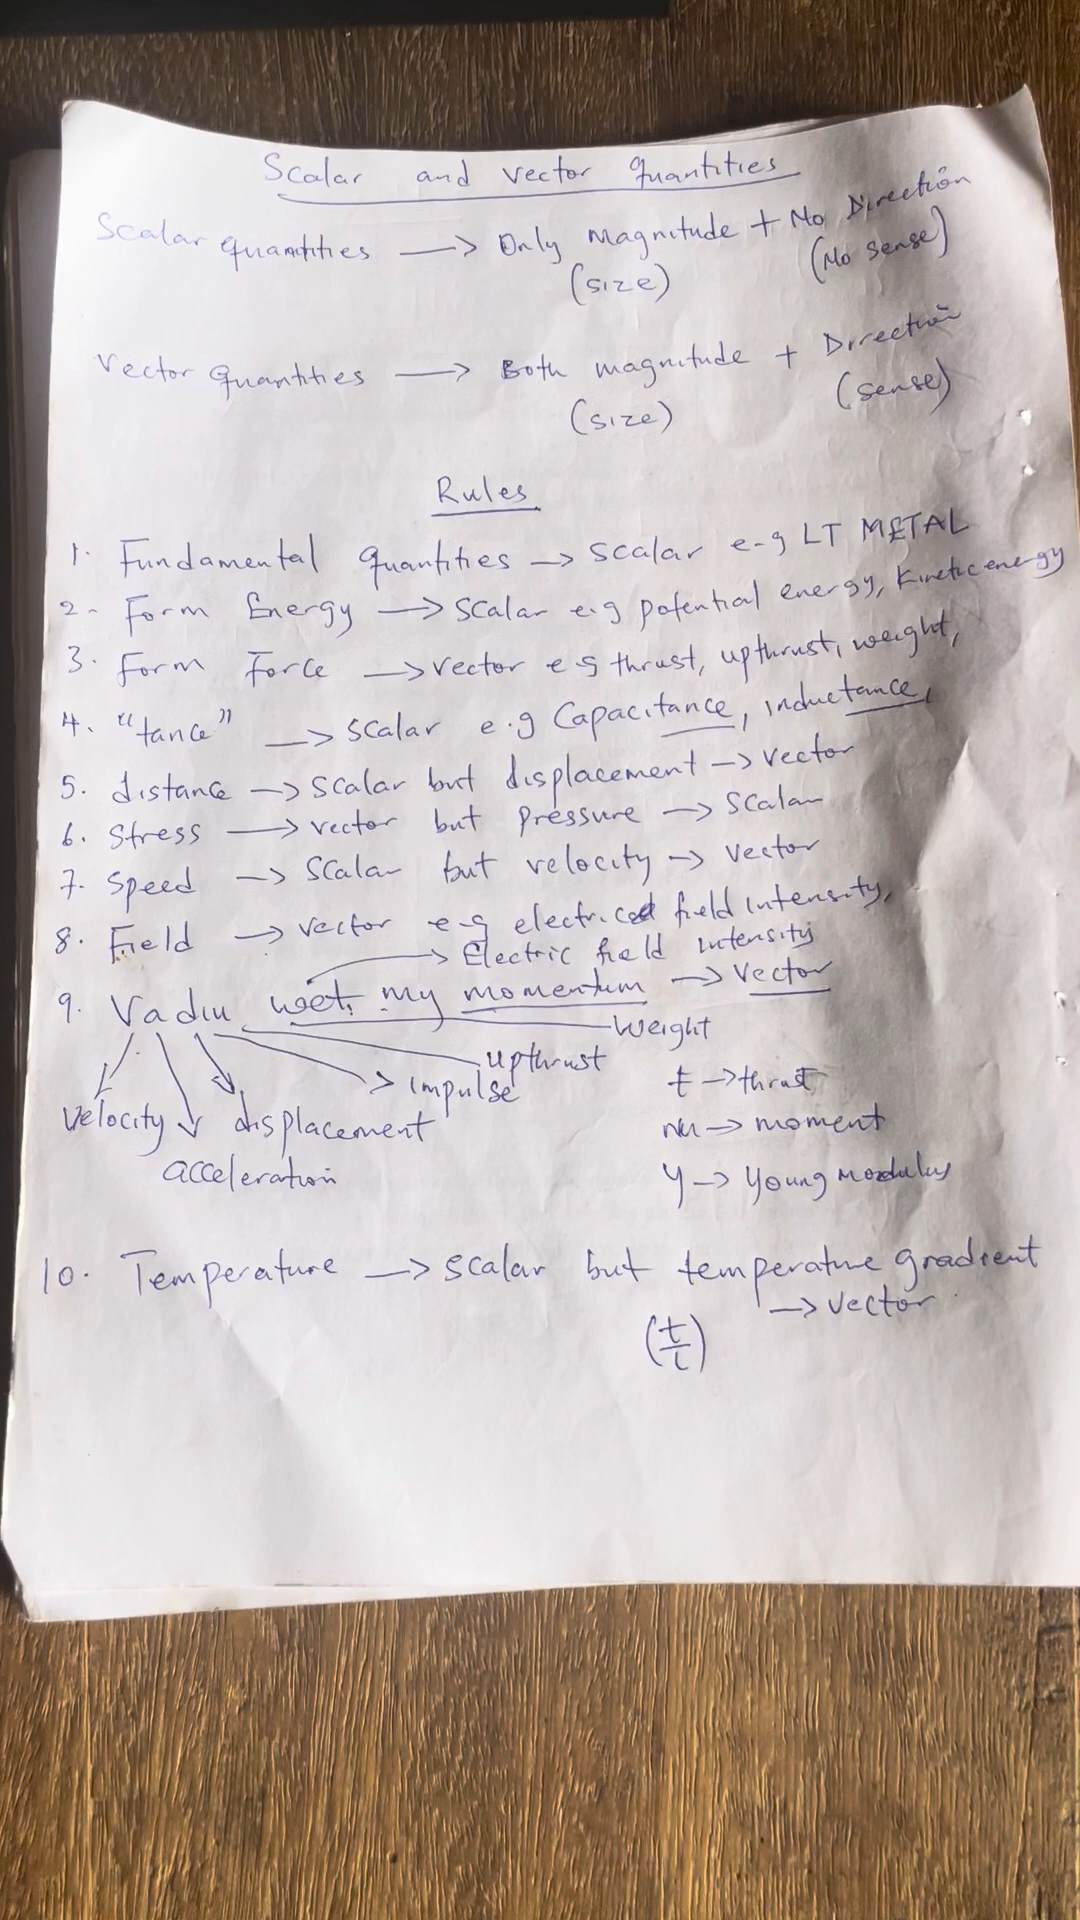 Scalar and vector quantities
Scalar quantities → Only magnitude + No Direction
(size) (No sense)
Vector Quantities → Both magnitude + Direction
(size) (sense)
Rules
1. Fundamental quantities → scalar e-g LT METAL
2- Form Energy → scalar e.g potential energy, Kinetic energy
3. Form Force → vector e g thrust, upthrust, weight,
4. "tance" → scalar e.g Capacitance, inductance,
5. distance → scalar but displacement → vector
6. Stress → vector but pressure → scalar
7. Speed → Scalar but velocity → vector
8. Field → vector e-g electrical field intensity,
→ Electric field intensity
9. Vadiu wet my momentum → vector
Weight
upthrust
impulse
t → thrust
Velocity displacement
m → moment
acceleration
Y → Young modulus
10. Temperature → scalar but temperature gradient
→ vector
(t/l)